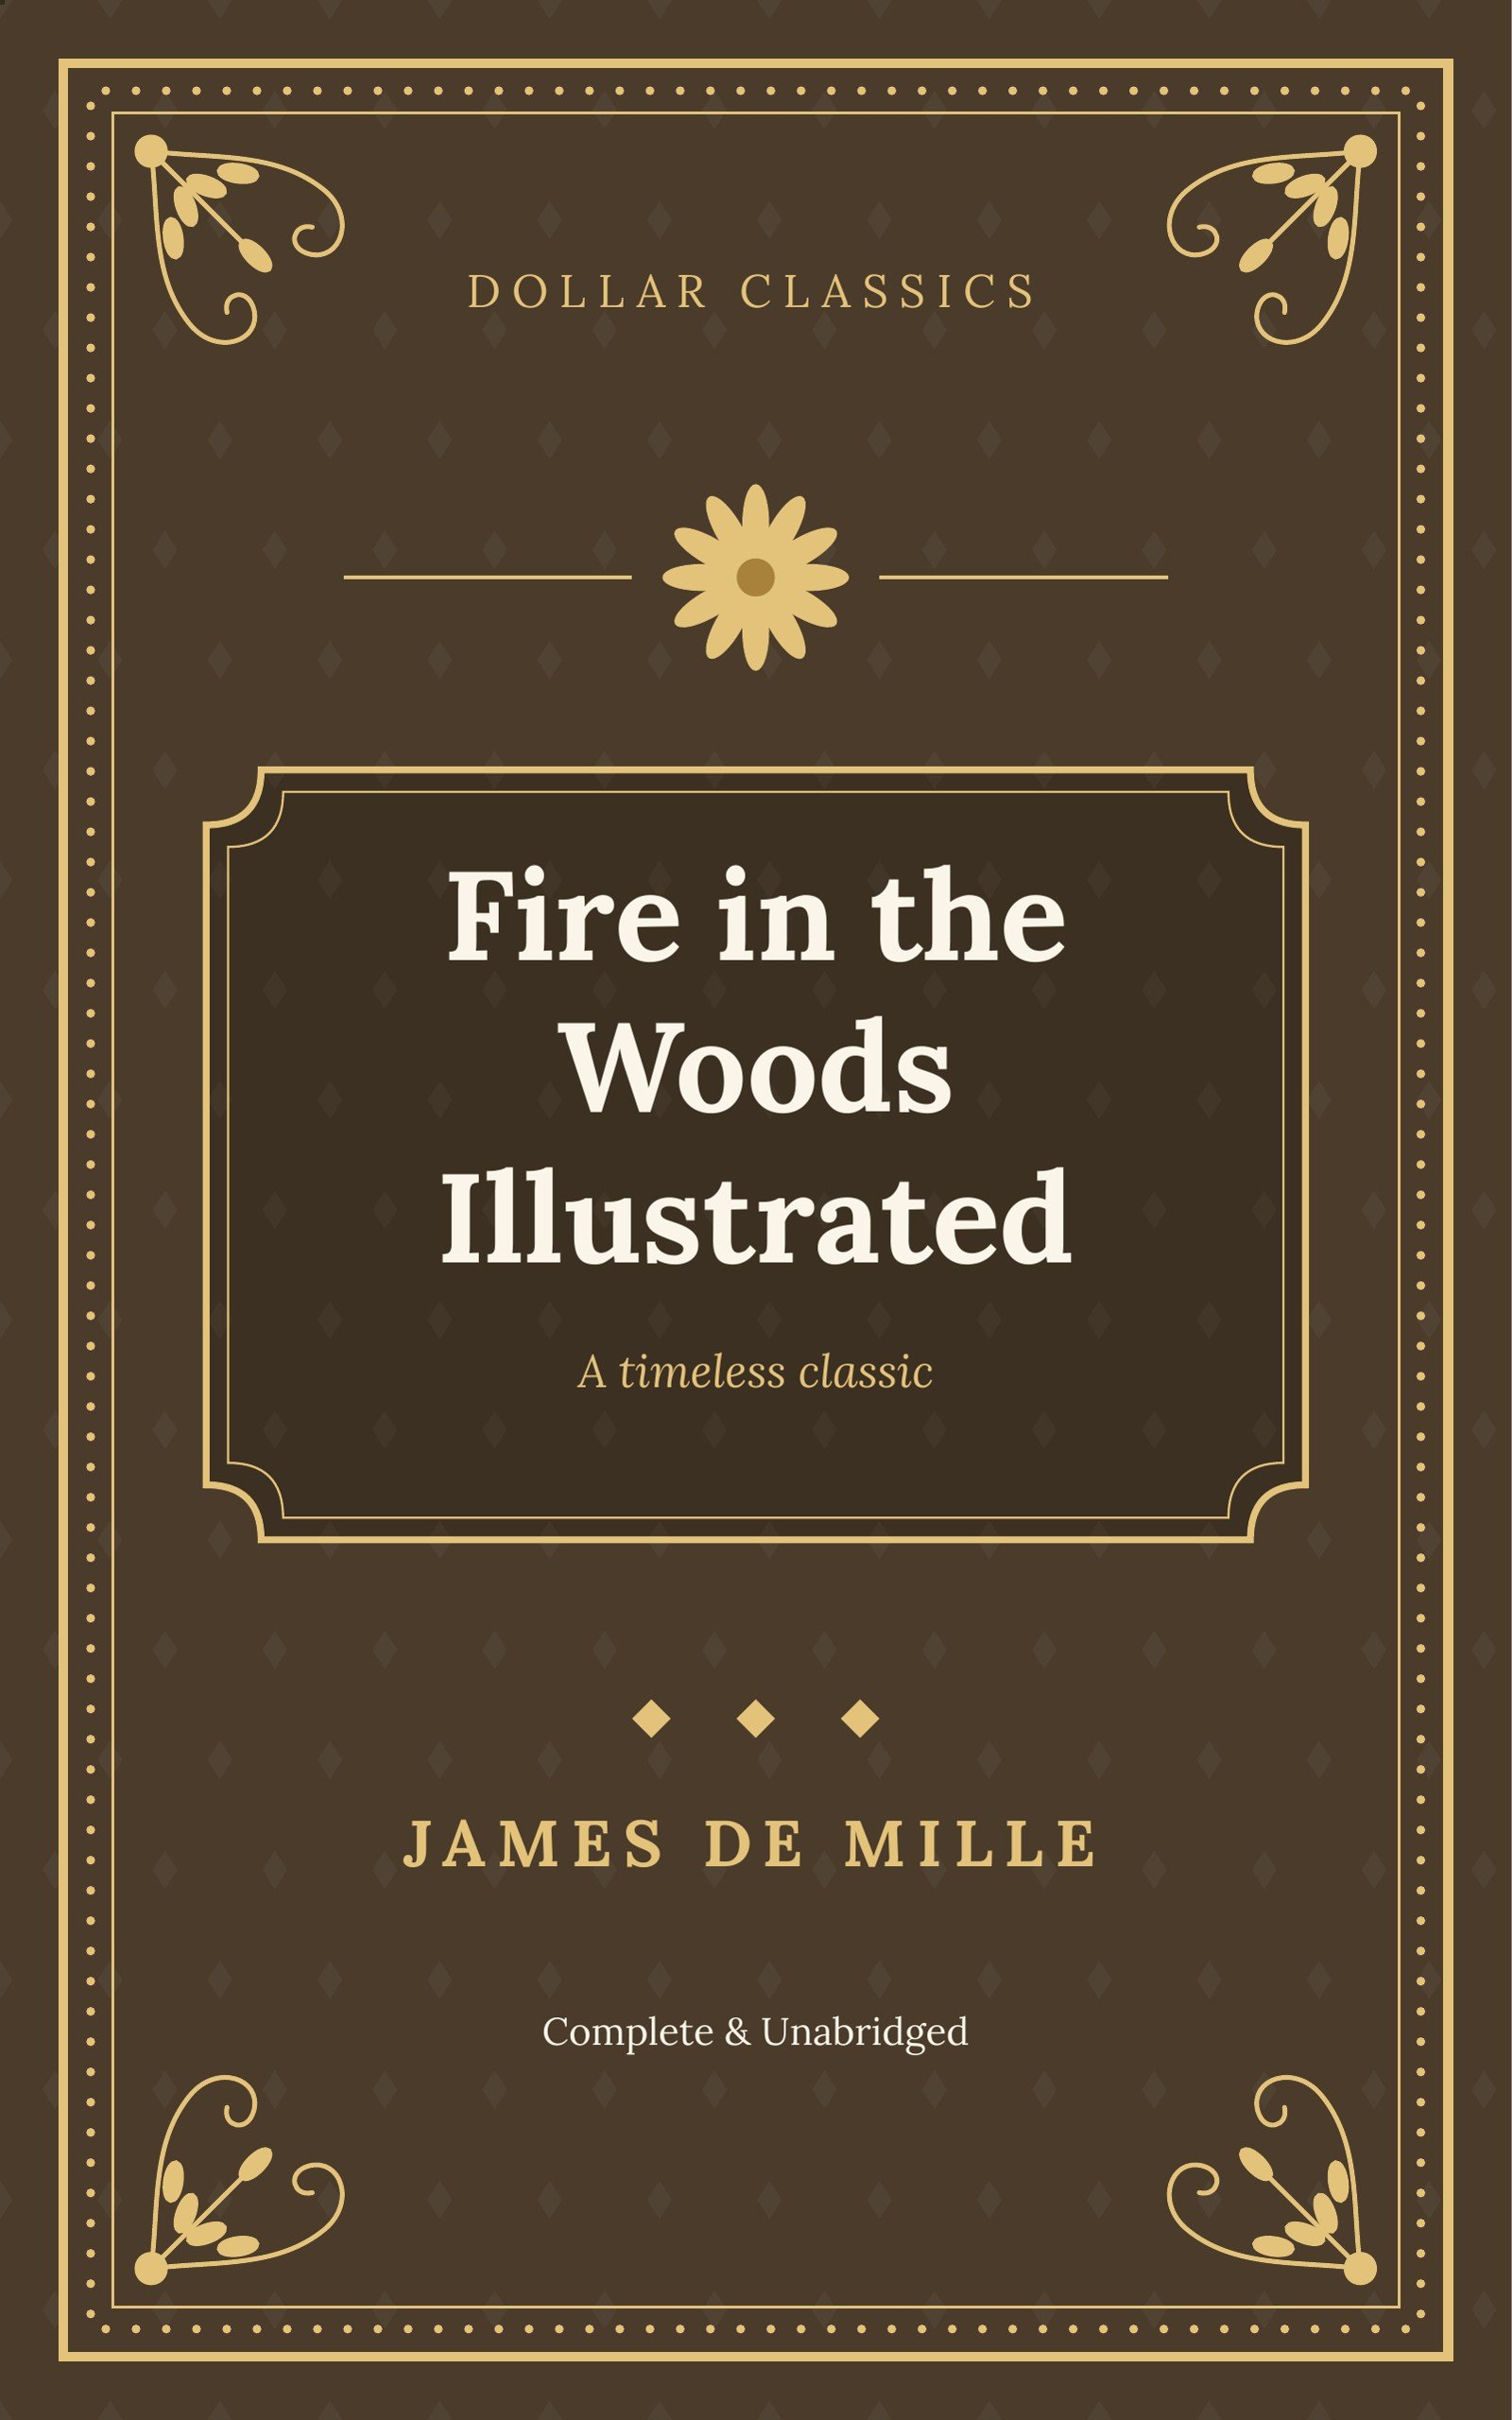 DOLLAR CLASSICS
Fire in the
Woods
Illustrated
A timeless classic
JAMES DE MILLE
Complete & Unabridged